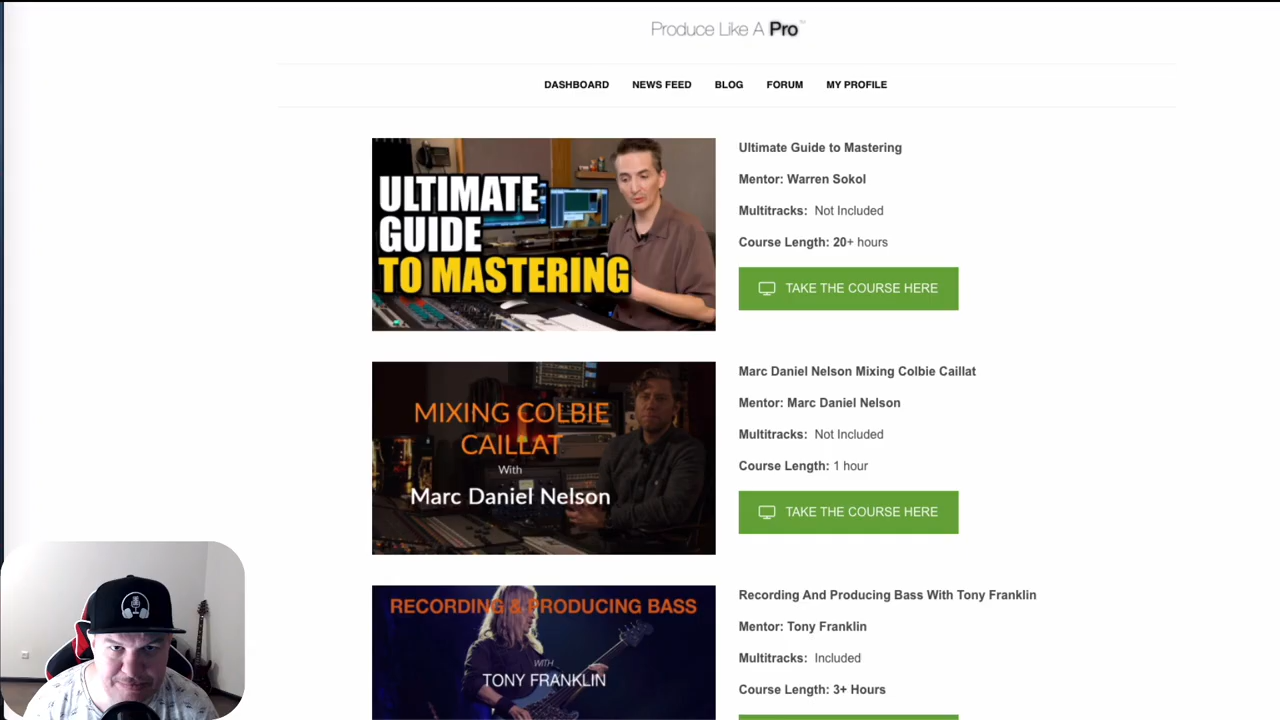 Produce Like A Pro™
DASHBOARD NEWS FEED BLOG FORUM MY PROFILE
ULTIMATE
GUIDE
TO MASTERING
Ultimate Guide to Mastering
Mentor: Warren Sokol
Multitracks: Not Included
Course Length: 20+ hours
TAKE THE COURSE HERE
MIXING COLBIE
CAILLAT
With
Marc Daniel Nelson
Marc Daniel Nelson Mixing Colbie Caillat
Mentor: Marc Daniel Nelson
Multitracks: Not Included
Course Length: 1 hour
TAKE THE COURSE HERE
RECORDING & PRODUCING BASS
WITH
TONY FRANKLIN
Recording And Producing Bass With Tony Franklin
Mentor: Tony Franklin
Multitracks: Included
Course Length: 3+ Hours